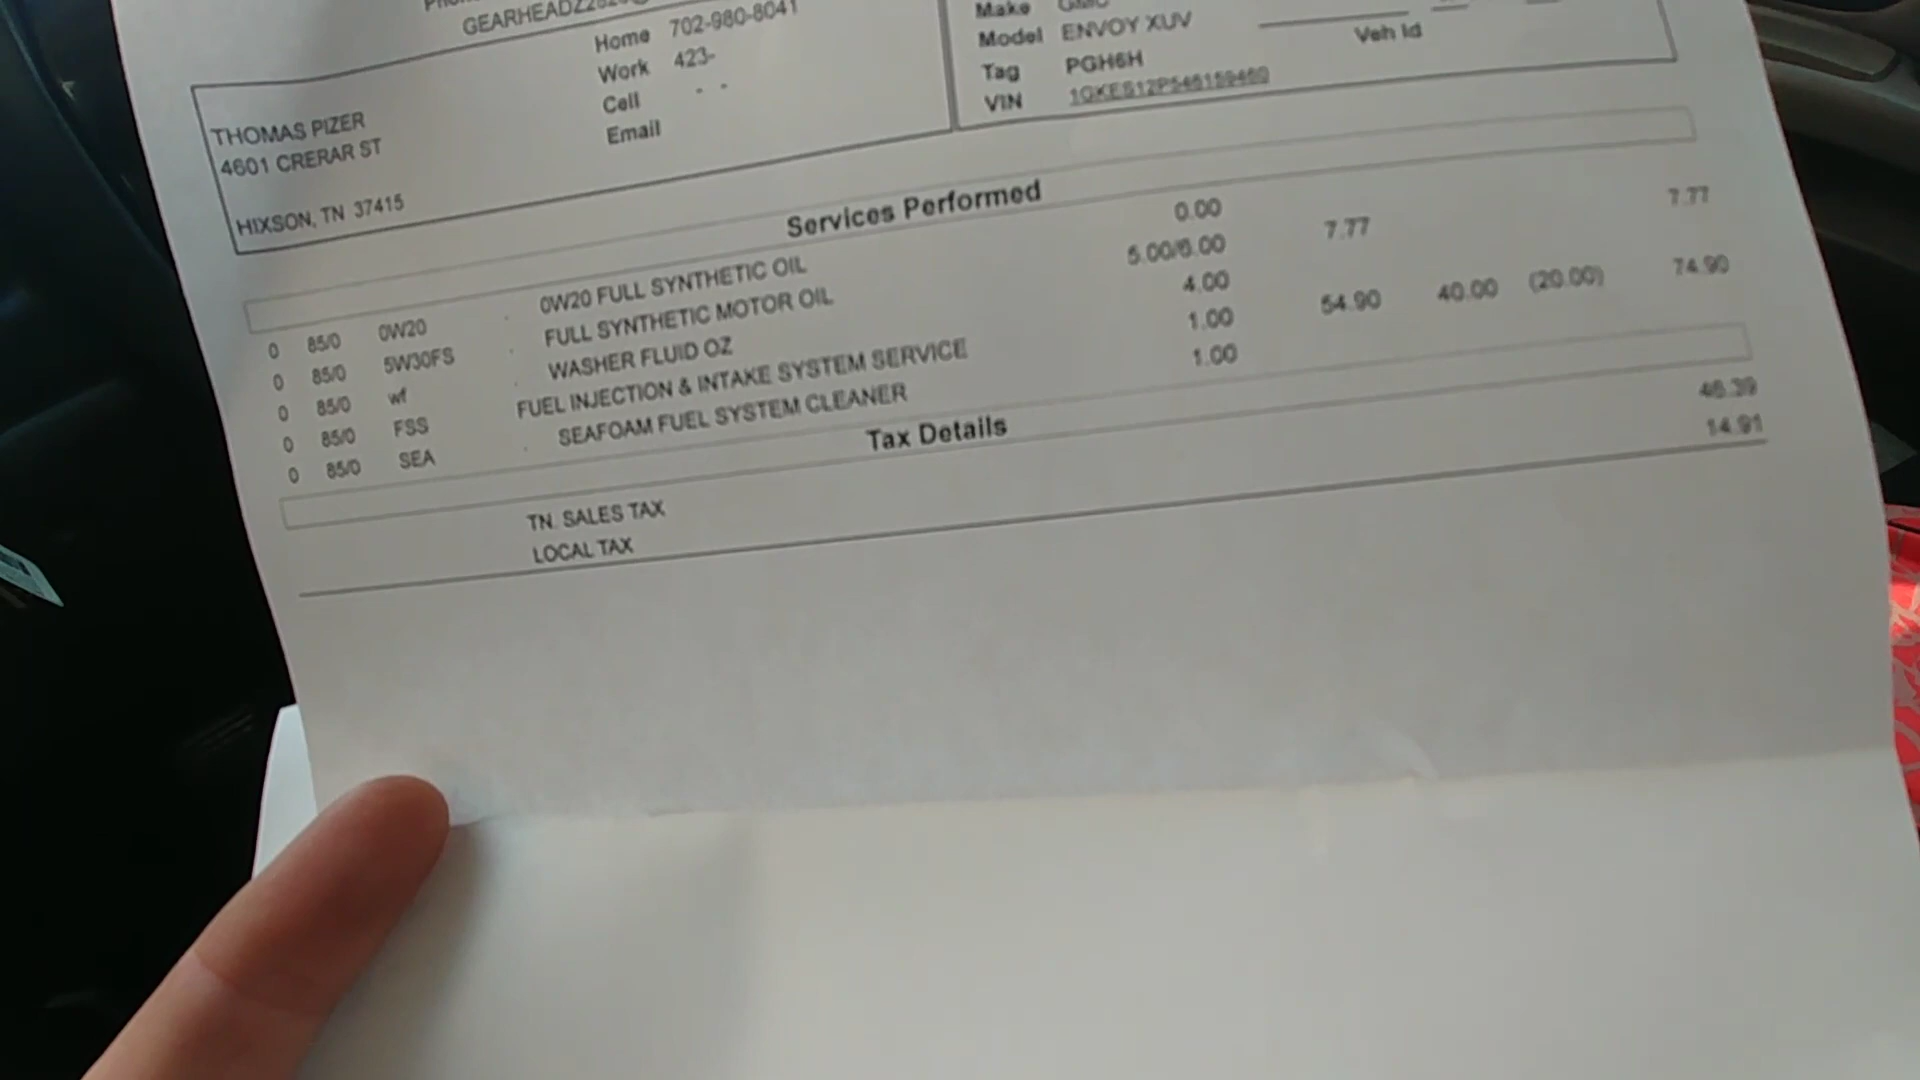 GEARHEADZ
Home 702-980-8041
Work 423-
Cell - -
Email
THOMAS PIZER
4601 CRERAR ST
HIXSON, TN 37415
Make GMC
Model ENVOY XUV
Tag PGH6H
VIN
Veh Id
Services Performed
0 85/0 0W20 . 0W20 FULL SYNTHETIC OIL 0.00
0 85/0 5W30FS . FULL SYNTHETIC MOTOR OIL 5.00/6.00 7.77 7.77
0 85/0 wf . WASHER FLUID OZ 4.00
0 85/0 FSS FUEL INJECTION & INTAKE SYSTEM SERVICE 1.00 54.90 40.00 (20.00) 74.90
0 85/0 SEA . SEAFOAM FUEL SYSTEM CLEANER 1.00
Tax Details
TN. SALES TAX 46.39
LOCAL TAX 14.91